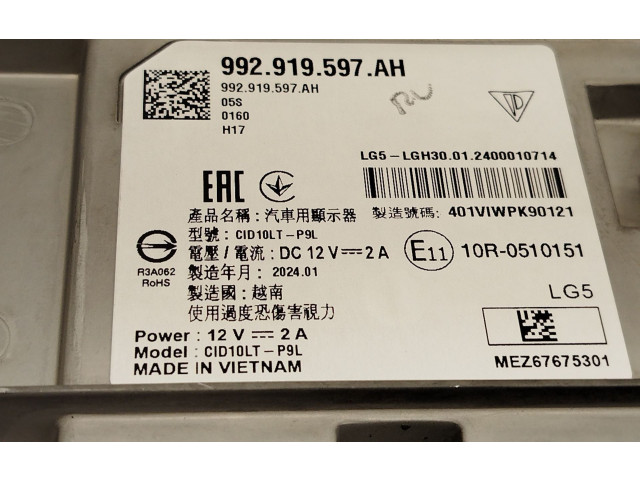 992.919.597.AH
992.919.597.AH
05S
0160
H17
LG5-LGH30.01.2400010714
EAC
產品名稱: 汽車用顯示器
製造號碼: 401VIWPK90121
型號: CID10LT-P9L
電壓 / 電流: DC 12 V 2 A
E11 10R-0510151
R3A062
RoHS
製造年月: 2024.01
製造國: 越南
LG5
使用過度恐傷害視力
Power: 12 V 2 A
Model: CID10LT-P9L
MADE IN VIETNAM
MEZ67675301